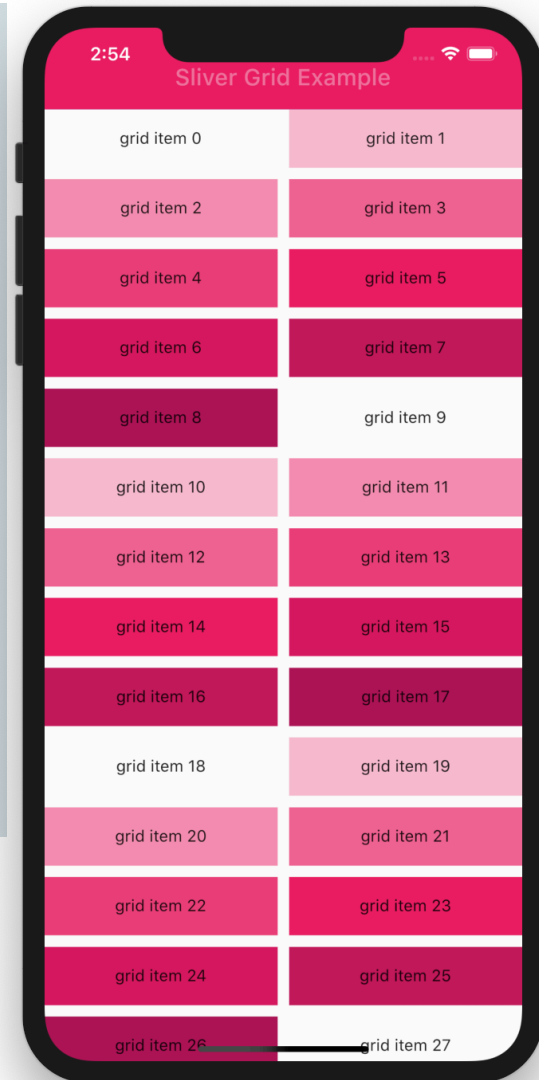 2:54
Sliver Grid Example
grid item 0 grid item 1
grid item 2 grid item 3
grid item 4 grid item 5
grid item 6 grid item 7
grid item 8 grid item 9
grid item 10 grid item 11
grid item 12 grid item 13
grid item 14 grid item 15
grid item 16 grid item 17
grid item 18 grid item 19
grid item 20 grid item 21
grid item 22 grid item 23
grid item 24 grid item 25
grid item 26 grid item 27